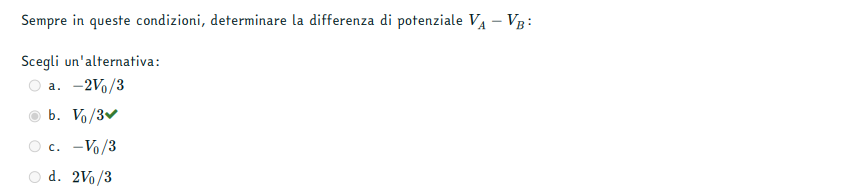 Sempre in queste condizioni, determinare la differenza di potenziale $V_A - V_B$:
Scegli un'alternativa:
a. $-2V_0/3$
b. $V_0/3$✔
c. $-V_0/3$
d. $2V_0/3$